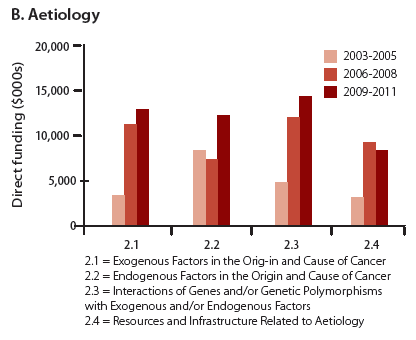 B. Aetiology
Direct funding ($000s)
20,000
15,000
10,000
5,000
0
2003-2005
2006-2008
2009-2011
2.1 2.2 2.3 2.4
2.1 = Exogenous Factors in the Orig-in and Cause of Cancer
2.2 = Endogenous Factors in the Origin and Cause of Cancer
2.3 = Interactions of Genes and/or Genetic Polymorphisms
with Exogenous and/or Endogenous Factors
2.4 = Resources and Infrastructure Related to Aetiology